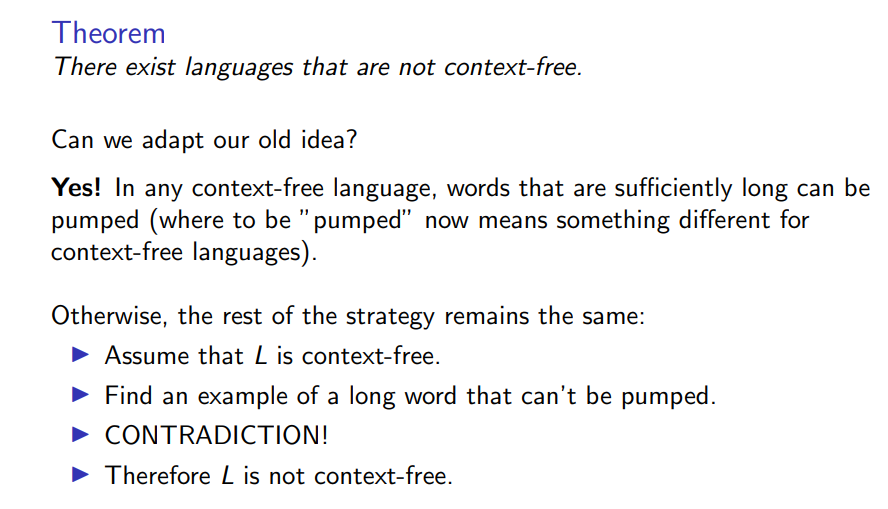 Theorem
There exist languages that are not context-free.
Can we adapt our old idea?
Yes! In any context-free language, words that are sufficiently long can be
pumped (where to be ”pumped” now means something different for
context-free languages).
Otherwise, the rest of the strategy remains the same:
▶ Assume that L is context-free.
▶ Find an example of a long word that can't be pumped.
▶ CONTRADICTION!
▶ Therefore L is not context-free.